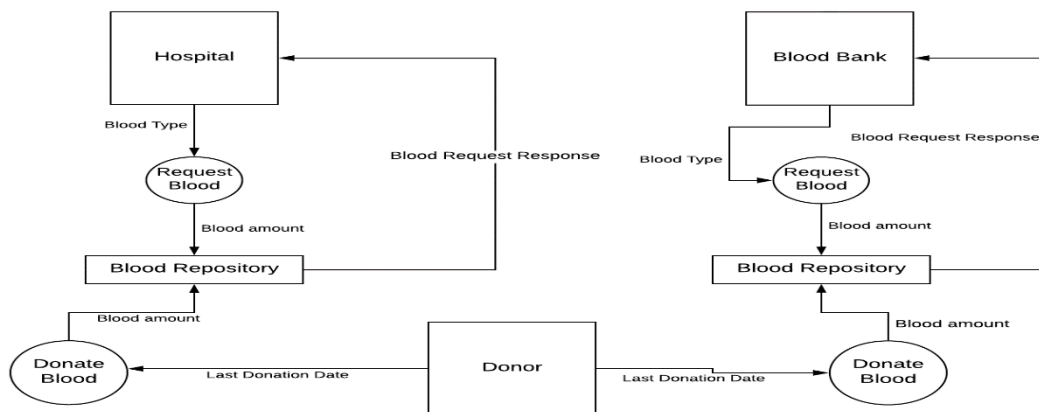 Hospital
Blood Bank
Blood Type
Blood Request Response
Blood Request Response
Blood Type
Request
Blood
Request
Blood
Blood amount
Blood amount
Blood Repository
Blood Repository
Blood amount
Blood amount
Donate
Blood
Last Donation Date
Donor
Last Donation Date
Donate
Blood